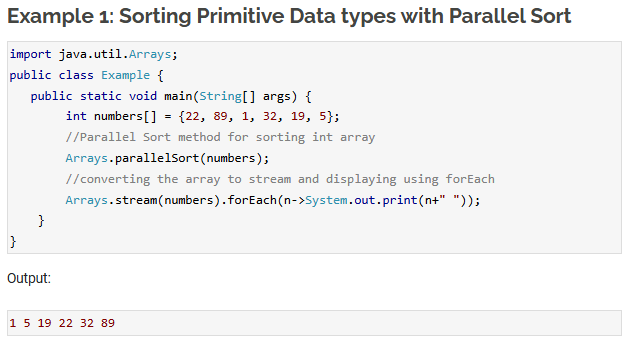 Example 1: Sorting Primitive Data types with Parallel Sort
import java.util.Arrays;
public class Example {
   public static void main(String[] args) {
        int numbers[] = {22, 89, 1, 32, 19, 5};
        //Parallel Sort method for sorting int array
        Arrays.parallelSort(numbers);
        //converting the array to stream and displaying using forEach
        Arrays.stream(numbers).forEach(n->System.out.print(n+" "));
    }
}
Output:
1 5 19 22 32 89